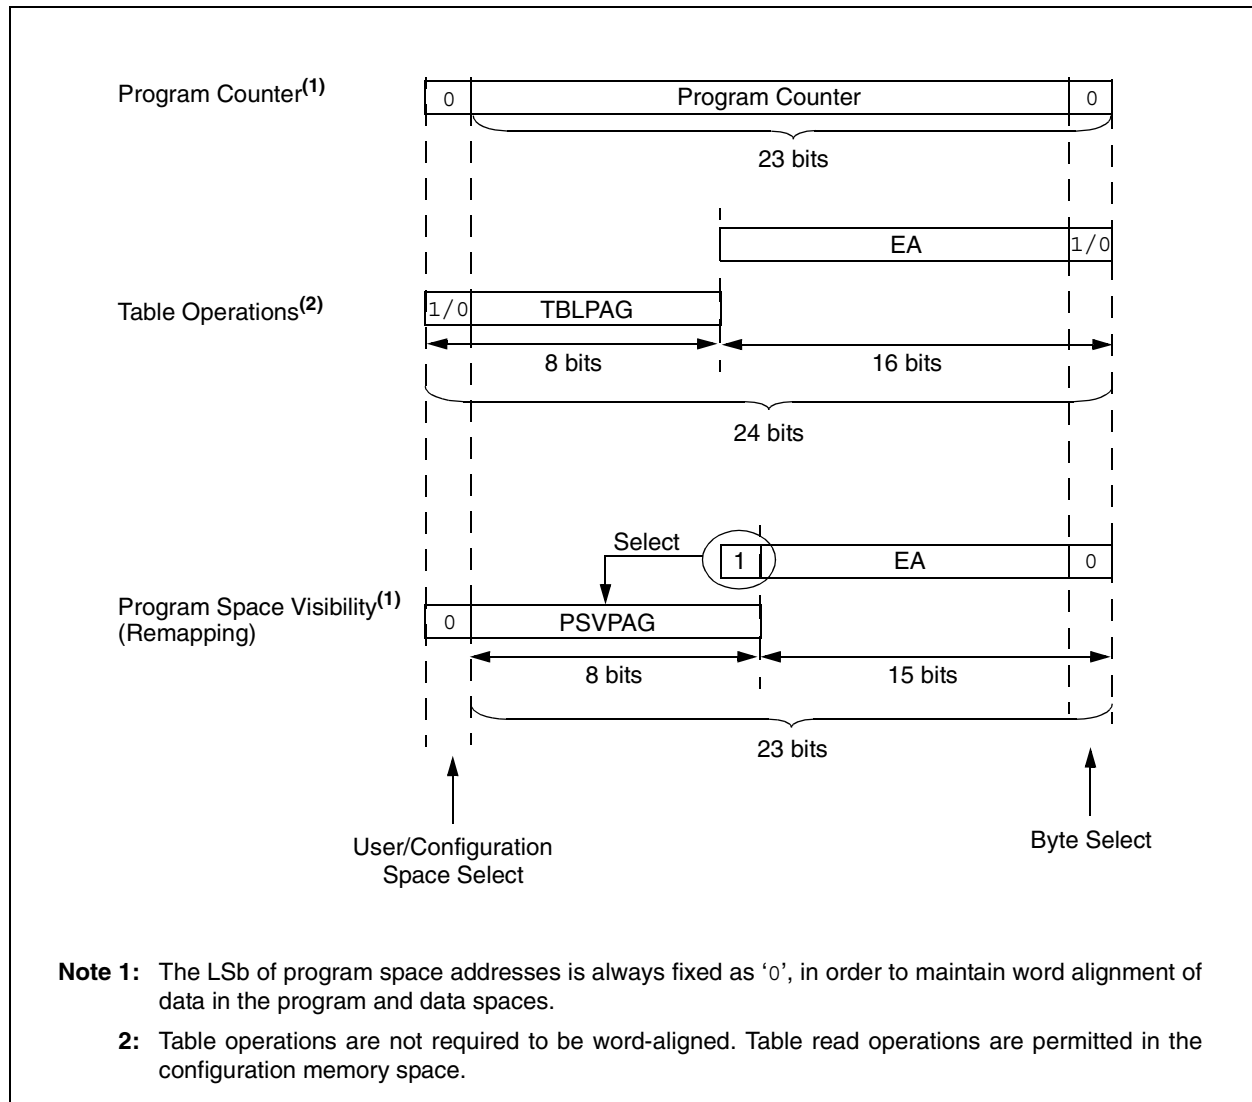 Program Counter(1)
0 Program Counter 0
23 bits
EA 1/0
Table Operations(2)
1/0 TBLPAG
8 bits 16 bits
24 bits
Select
1 EA 0
Program Space Visibility(1)
(Remapping)
0 PSVPAG
8 bits 15 bits
23 bits
User/Configuration
Space Select
Byte Select
Note 1: The LSb of program space addresses is always fixed as ‘0’, in order to maintain word alignment of
data in the program and data spaces.
2: Table operations are not required to be word-aligned. Table read operations are permitted in the
configuration memory space.